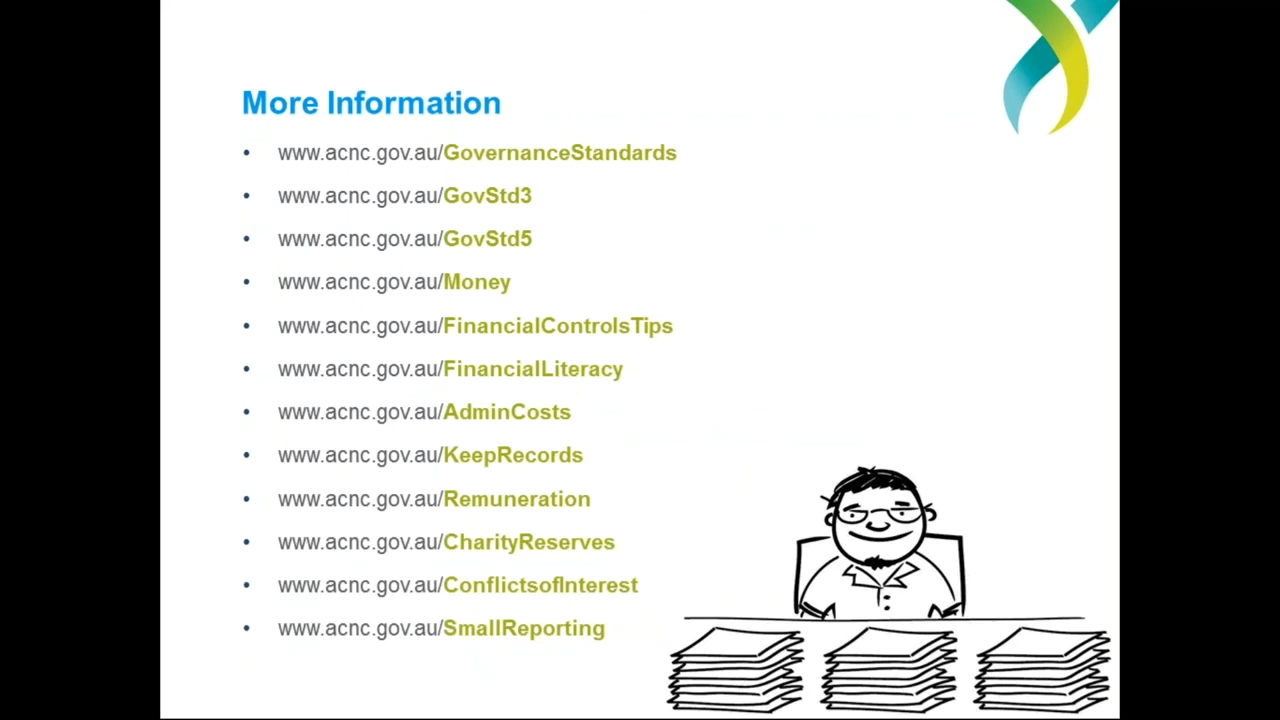 More Information
• www.acnc.gov.au/GovernanceStandards
• www.acnc.gov.au/GovStd3
• www.acnc.gov.au/GovStd5
• www.acnc.gov.au/Money
• www.acnc.gov.au/FinancialControlsTips
• www.acnc.gov.au/FinancialLiteracy
• www.acnc.gov.au/AdminCosts
• www.acnc.gov.au/KeepRecords
• www.acnc.gov.au/Remuneration
• www.acnc.gov.au/CharityReserves
• www.acnc.gov.au/ConflictsofInterest
• www.acnc.gov.au/SmallReporting